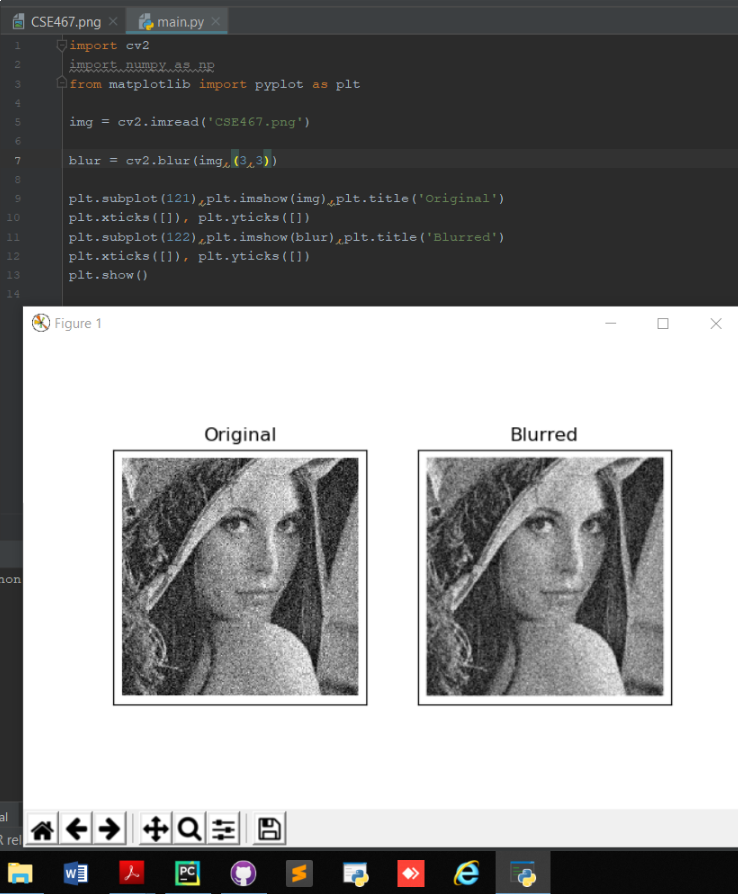 CSE467.png main.py
1 import cv2
2 import numpy as np
3 from matplotlib import pyplot as plt
4
5 img = cv2.imread('CSE467.png')
6
7 blur = cv2.blur(img,(3,3))
8
9 plt.subplot(121),plt.imshow(img),plt.title('Original')
10 plt.xticks([]), plt.yticks([])
11 plt.subplot(122),plt.imshow(blur),plt.title('Blurred')
12 plt.xticks([]), plt.yticks([])
13 plt.show()
14
Figure 1
Original Blurred
hon
al
R rel
W PC